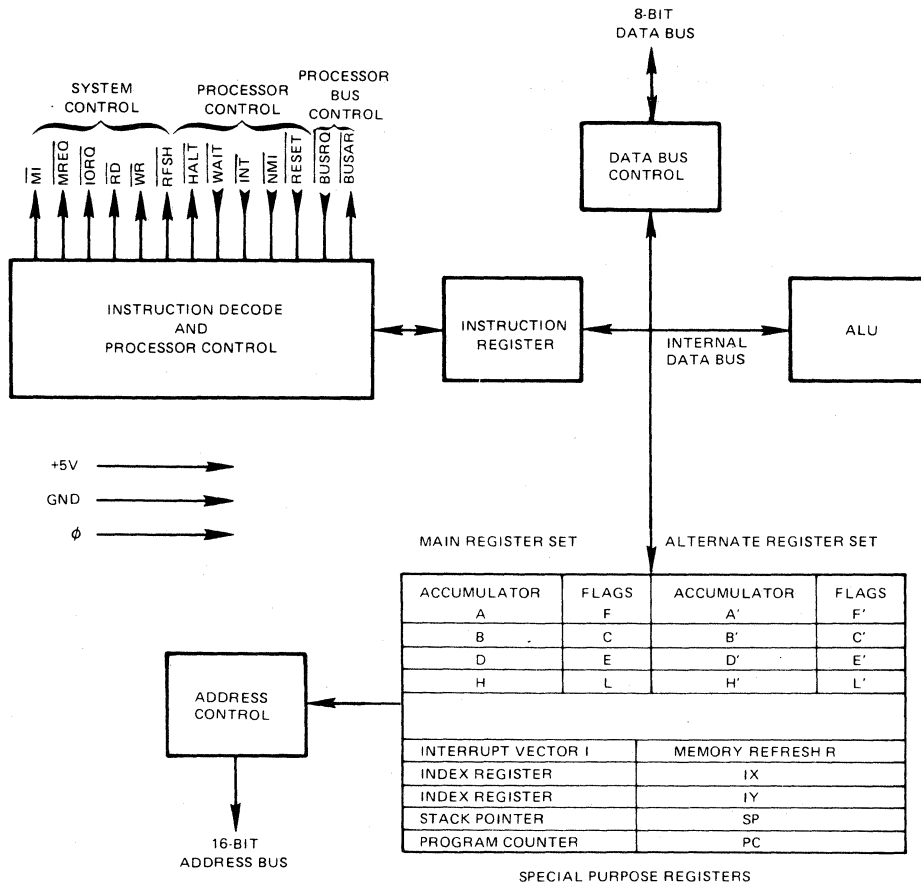 8-BIT
DATA BUS
SYSTEM
CONTROL
PROCESSOR
CONTROL
PROCESSOR
BUS
CONTROL
MI
MREQ
IORQ
RD
WR
RFSH
HALT
WAIT
INT
NMI
RESET
BUSRQ
BUSAR
DATA BUS
CONTROL
INSTRUCTION DECODE
AND
PROCESSOR CONTROL
INSTRUCTION
REGISTER
INTERNAL
DATA BUS
ALU
+5V
GND
ϕ
MAIN REGISTER SET ALTERNATE REGISTER SET
ACCUMULATOR FLAGS ACCUMULATOR FLAGS
A F A' F'
B C B' C'
D E D' E'
H L H' L'
ADDRESS
CONTROL
INTERRUPT VECTOR I MEMORY REFRESH R
INDEX REGISTER IX
INDEX REGISTER IY
STACK POINTER SP
PROGRAM COUNTER PC
16-BIT
ADDRESS BUS
SPECIAL PURPOSE REGISTERS